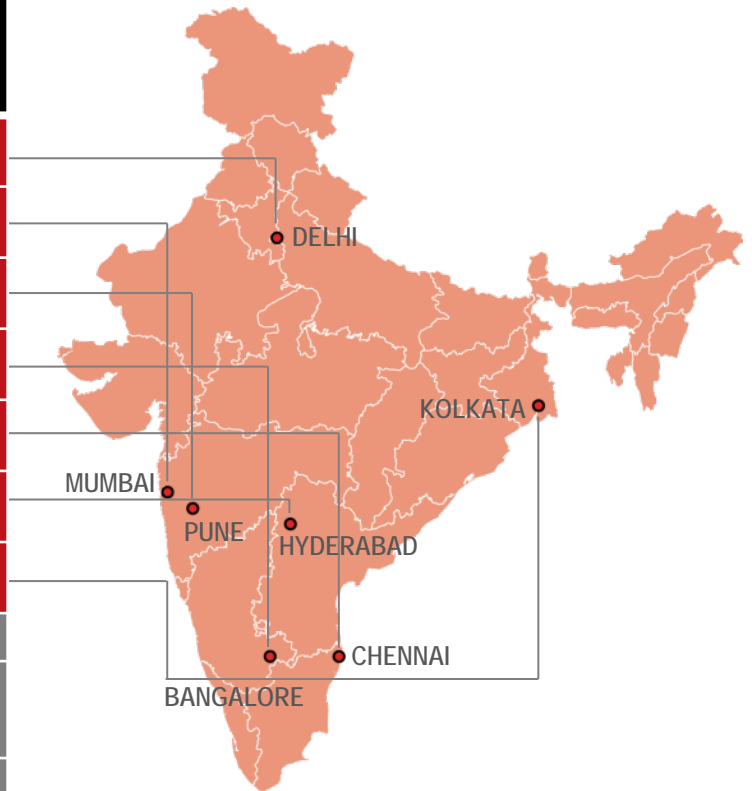 DELHI
KOLKATA
MUMBAI
PUNE
HYDERABAD
CHENNAI
BANGALORE